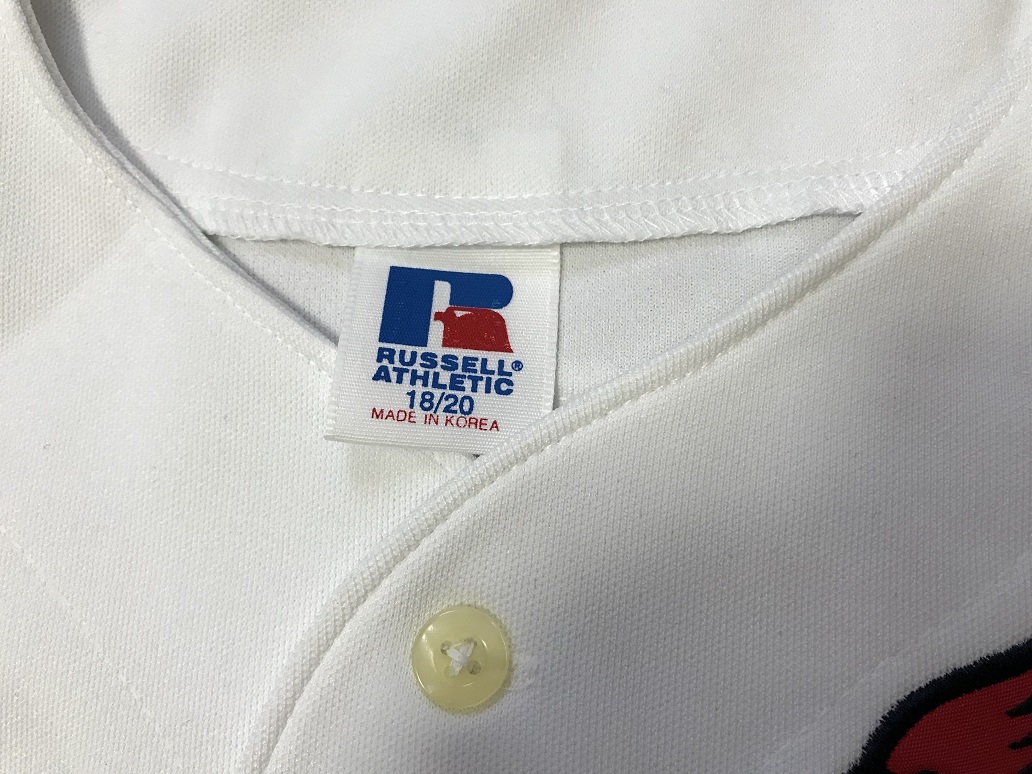 RUSSELL®
ATHLETIC
18/20
MADE IN KOREA